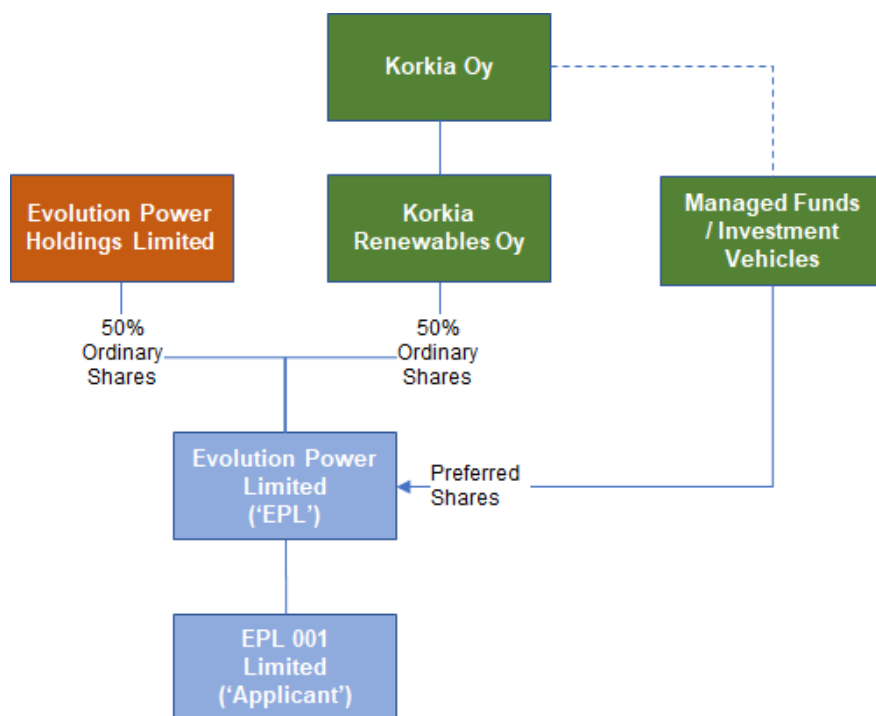 Korkia Oy
Evolution Power
Holdings Limited
Korkia
Renewables Oy
Managed Funds
/ Investment
Vehicles
50%
Ordinary
Shares
50%
Ordinary
Shares
Evolution Power
Limited
(‘EPL’)
Preferred
Shares
EPL 001
Limited
(‘Applicant’)